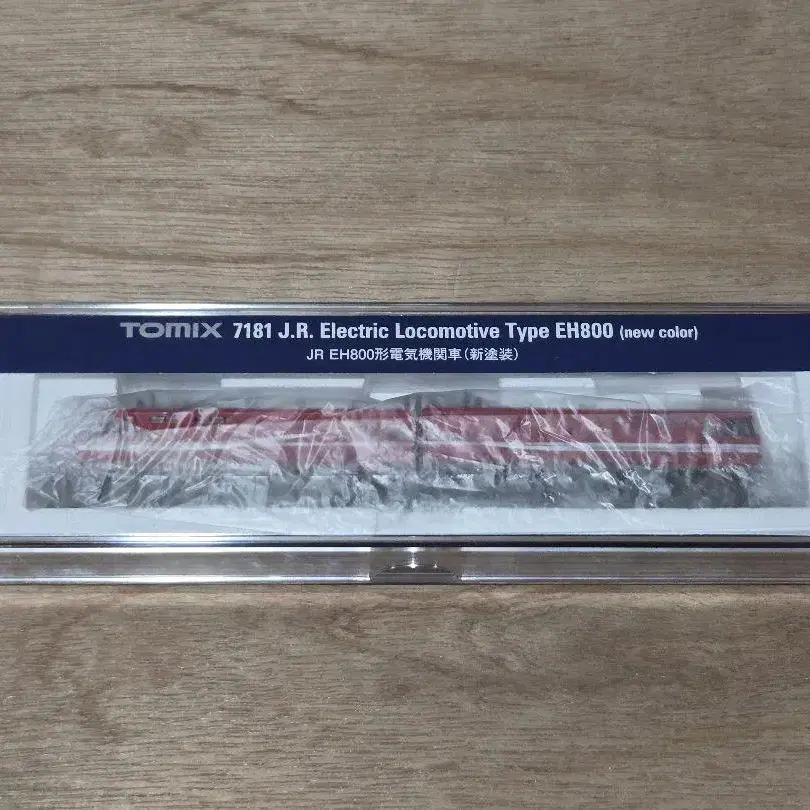 TOMIX 7181 J.R. Electric Locomotive Type EH800 (new color)
JR EH800形電気機関車(新塗装)